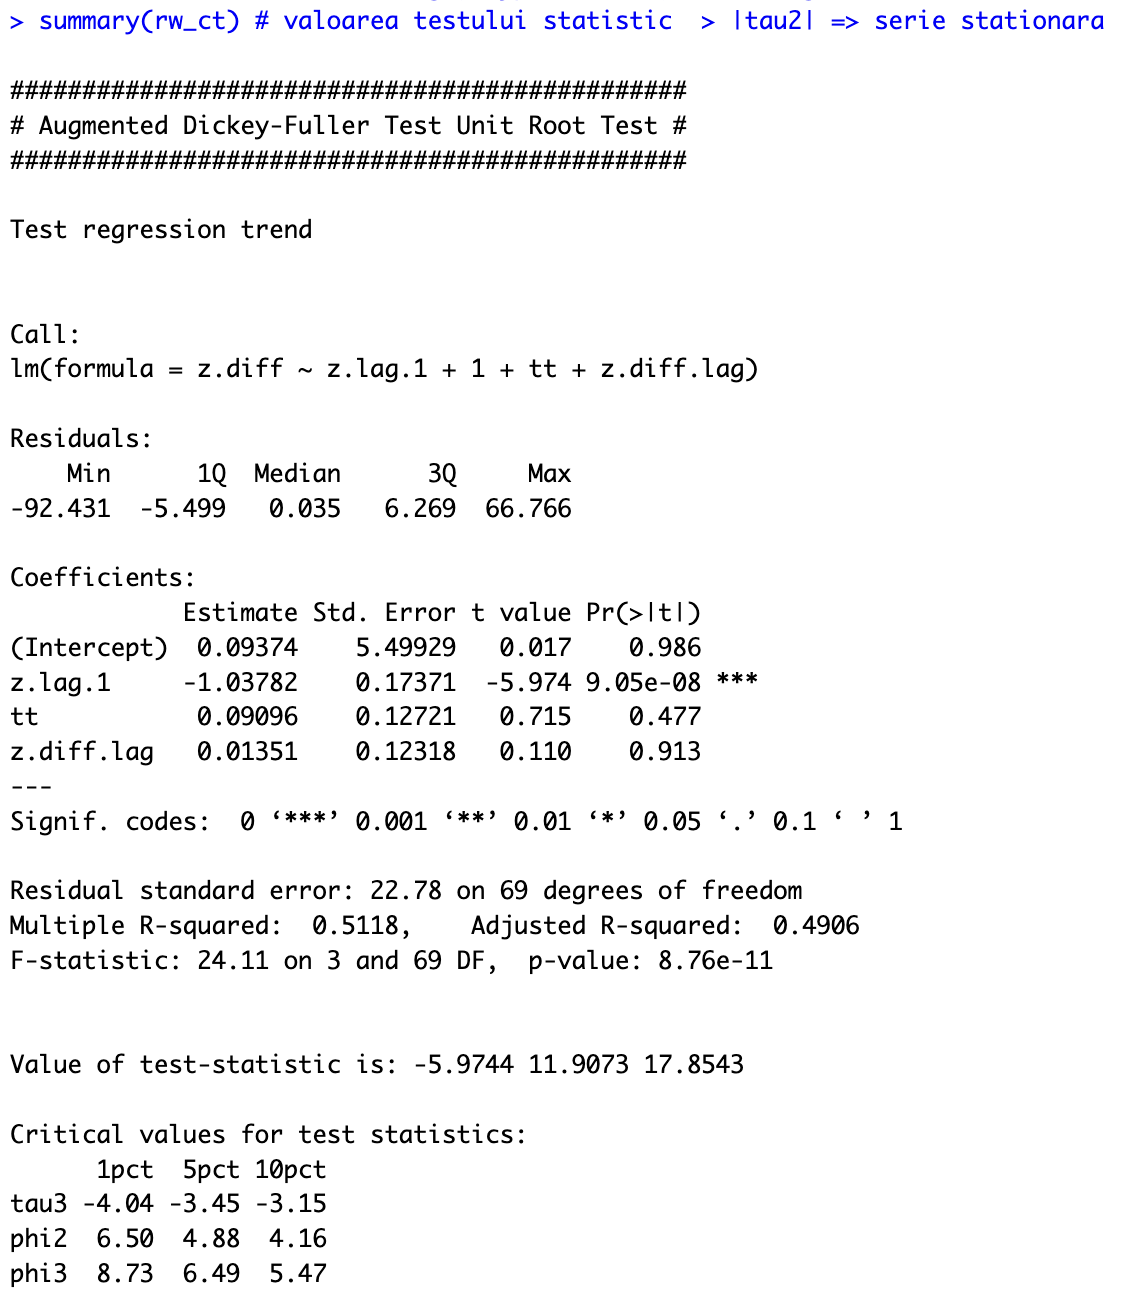 > summary(rw_ct) # valoarea testului statistic  > |tau2| => serie stationara
###############################################
# Augmented Dickey-Fuller Test Unit Root Test #
###############################################
Test regression trend
Call:
lm(formula = z.diff ~ z.lag.1 + 1 + tt + z.diff.lag)
Residuals:
    Min      1Q  Median      3Q     Max
-92.431  -5.499   0.035   6.269  66.766
Coefficients:
            Estimate Std. Error t value Pr(>|t|)
(Intercept)  0.09374    5.49929   0.017    0.986
z.lag.1     -1.03782    0.17371  -5.974 9.05e-08 ***
tt           0.09096    0.12721   0.715    0.477
z.diff.lag   0.01351    0.12318   0.110    0.913
---
Signif. codes:  0 ‘***’ 0.001 ‘**’ 0.01 ‘*’ 0.05 ‘.’ 0.1 ‘ ’ 1
Residual standard error: 22.78 on 69 degrees of freedom
Multiple R-squared:  0.5118,    Adjusted R-squared:  0.4906
F-statistic: 24.11 on 3 and 69 DF,  p-value: 8.76e-11
Value of test-statistic is: -5.9744 11.9073 17.8543
Critical values for test statistics:
      1pct  5pct 10pct
tau3 -4.04 -3.45 -3.15
phi2  6.50  4.88  4.16
phi3  8.73  6.49  5.47